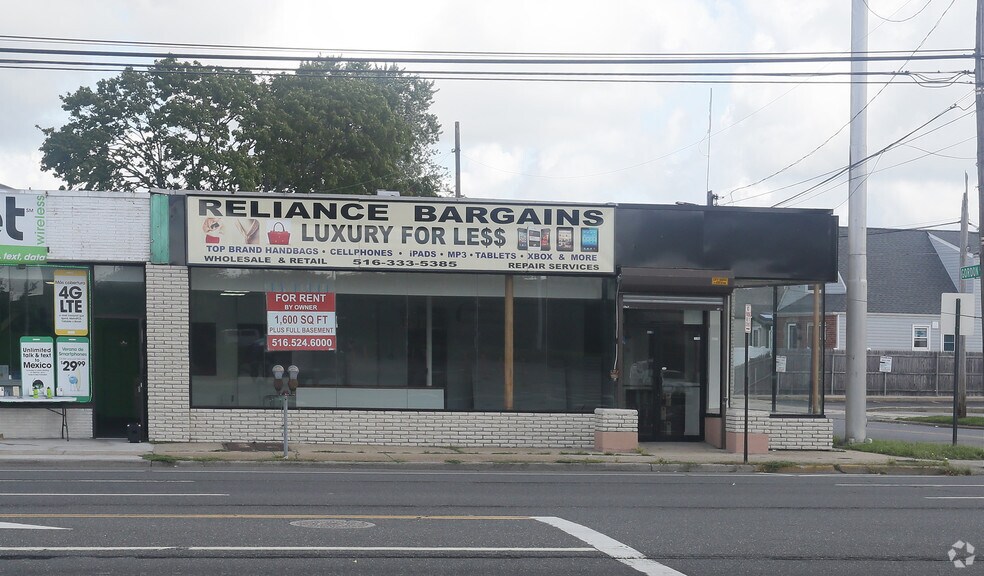 et
wireless
SM
text, data
4G
LTE
Unlimited
talk & text
to
Mexico
$29.99
RELIANCE BARGAINS
LUXURY FOR LE$$
TOP BRAND HANDBAGS • CELLPHONES • iPADS • MP3 • TABLETS • XBOX & MORE
WHOLESALE & RETAIL 516-333-5385 REPAIR SERVICES
FOR RENT
BY OWNER
1,600 SQ FT
PLUS FULL BASEMENT
516.524.6000
GORDON